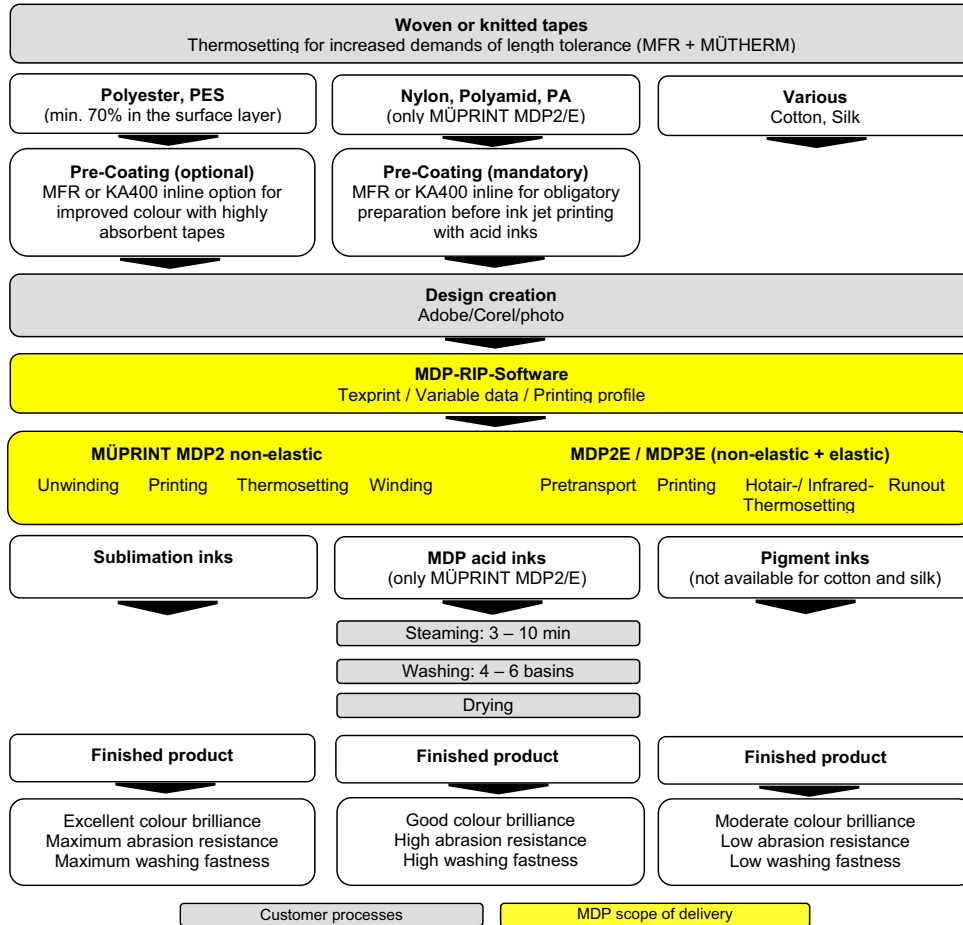 Woven or knitted tapes
Thermosetting for increased demands of length tolerance (MFR + MÜTHERM)
Polyester, PES
(min. 70% in the surface layer)
Nylon, Polyamid, PA
(only MÜPRINT MDP2/E)
Various
Cotton, Silk
Pre-Coating (optional)
MFR or KA400 inline option for
improved colour with highly
absorbent tapes
Pre-Coating (mandatory)
MFR or KA400 inline for obligatory
preparation before ink jet printing
with acid inks
Design creation
Adobe/Corel/photo
MDP-RIP-Software
Texprint / Variable data / Printing profile
MÜPRINT MDP2 non-elastic
Unwinding Printing Thermosetting Winding
MDP2E / MDP3E (non-elastic + elastic)
Pretransport Printing Hotair-/ Infrared- Runout
Thermosetting
Sublimation inks
MDP acid inks
(only MÜPRINT MDP2/E)
Pigment inks
(not available for cotton and silk)
Steaming: 3 – 10 min
Washing: 4 – 6 basins
Drying
Finished product
Finished product
Finished product
Excellent colour brilliance
Maximum abrasion resistance
Maximum washing fastness
Good colour brilliance
High abrasion resistance
High washing fastness
Moderate colour brilliance
Low abrasion resistance
Low washing fastness
Customer processes
MDP scope of delivery